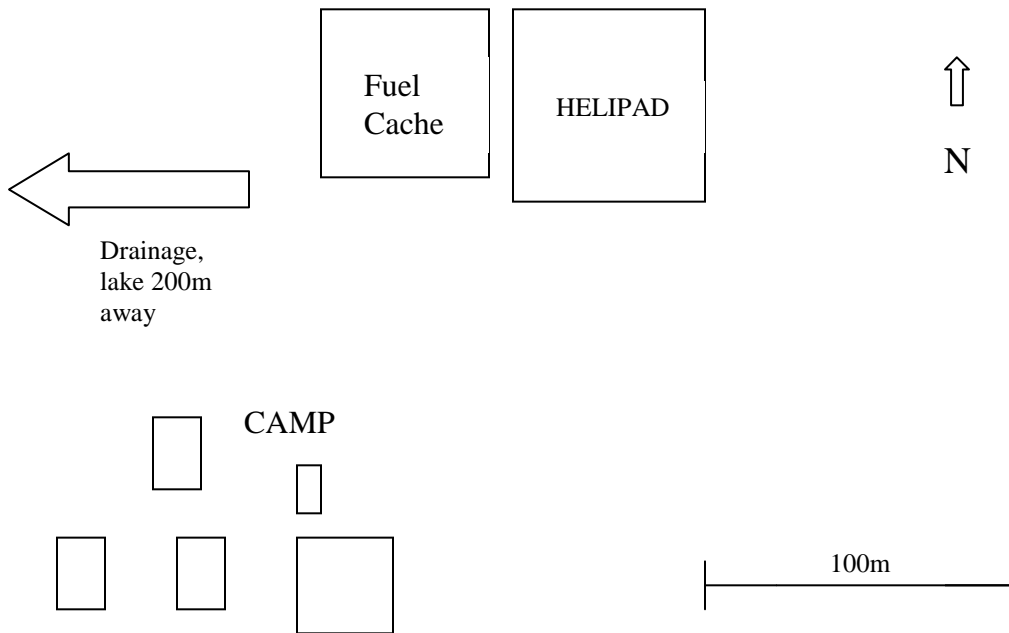 Fuel
Cache
HELIPAD
N
Drainage,
lake 200m
away
CAMP
100m